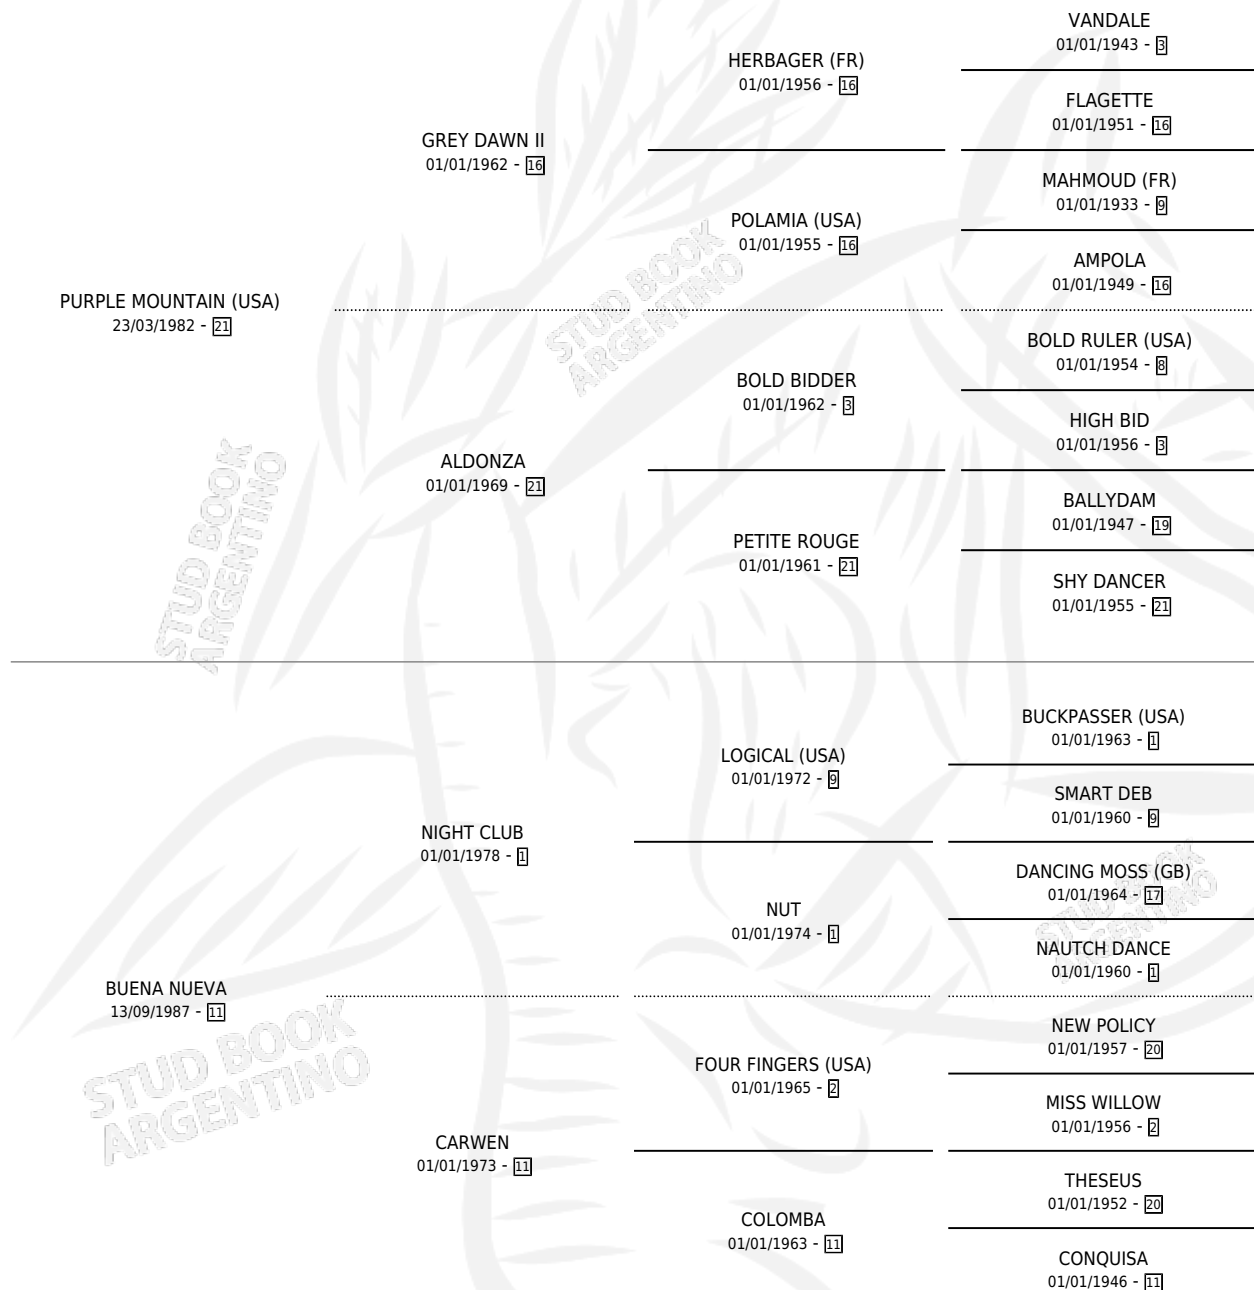 VANDALE
01/01/1943 - 3
HERBAGER (FR)
01/01/1956 - 16
FLAGETTE
01/01/1951 - 16
GREY DAWN II
01/01/1962 - 16
MAHMOUD (FR)
01/01/1933 - 9
POLAMIA (USA)
01/01/1955 - 16
AMPOLA
01/01/1949 - 16
PURPLE MOUNTAIN (USA)
23/03/1982 - 21
STUD BOOK
ARGENTINO
BOLD RULER (USA)
01/01/1954 - 8
BOLD BIDDER
01/01/1962 - 3
HIGH BID
01/01/1956 - 3
ALDONZA
01/01/1969 - 21
BALLYDAM
01/01/1947 - 19
PETITE ROUGE
01/01/1961 - 21
SHY DANCER
01/01/1955 - 21
STUD BOOK
ARGENTINO
BUCKPASSER (USA)
01/01/1963 - 1
LOGICAL (USA)
01/01/1972 - 9
SMART DEB
01/01/1960 - 9
NIGHT CLUB
01/01/1978 - 1
DANCING MOSS (GB)
01/01/1964 - 17
NUT
01/01/1974 - 1
NAUTCH DANCE
01/01/1960 - 1
STUD BOOK
ARGENTINO
BUENA NUEVA
13/09/1987 - 11
NEW POLICY
01/01/1957 - 20
FOUR FINGERS (USA)
01/01/1965 - 2
MISS WILLOW
01/01/1956 - 2
STUD BOOK
ARGENTINO
CARWEN
01/01/1973 - 11
THESEUS
01/01/1952 - 20
COLOMBA
01/01/1963 - 11
CONQUISA
01/01/1946 - 11